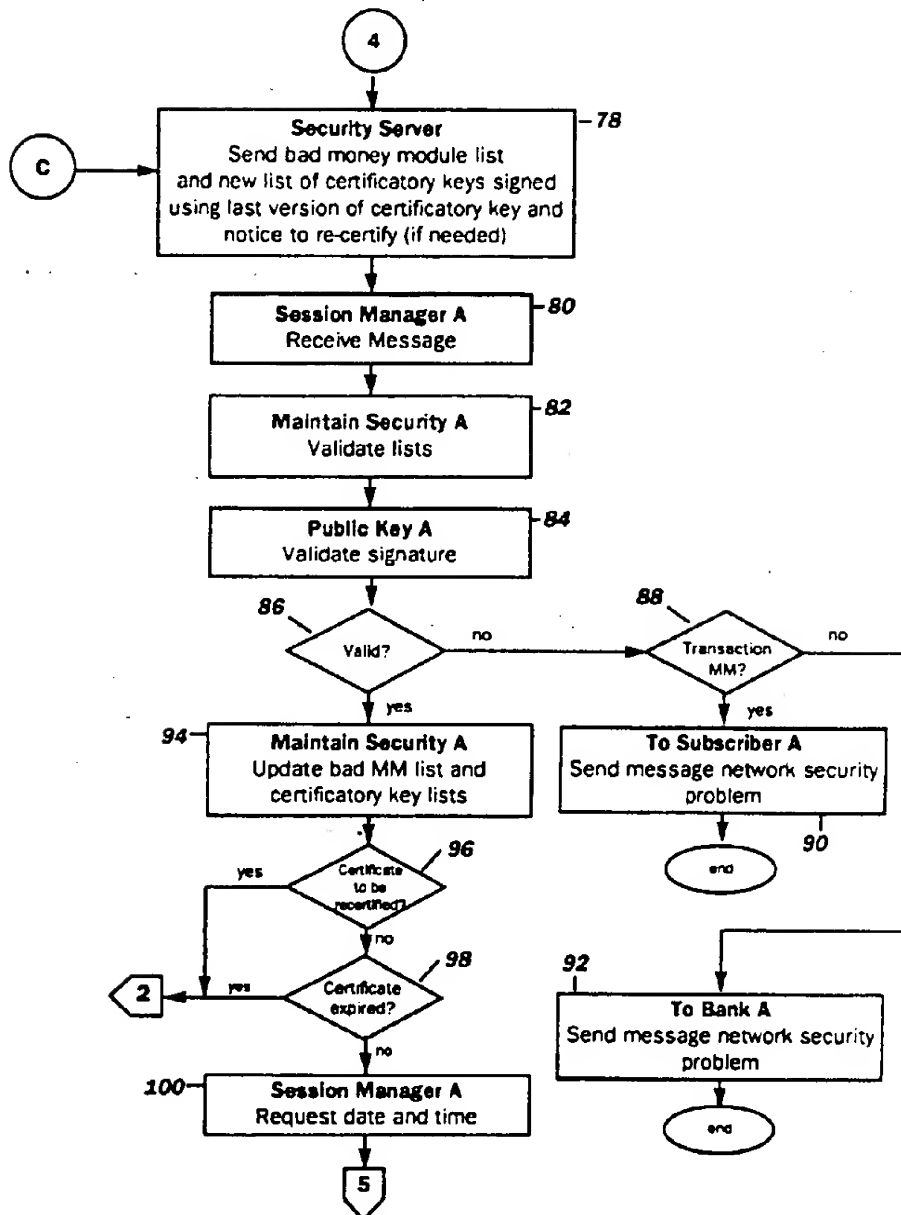 4
C
Security Server
78
Send bad money module list
and new list of certificatory keys signed
using last version of certificatory key and
notice to re-certify (if needed)
Session Manager A
80
Receive Message
Maintain Security A
82
Validate lists
Public Key A
84
Validate signature
86
Valid?
no
88
Transaction
MM?
no
yes
yes
94
Maintain Security A
Update bad MM list and
certificatory key lists
To Subscriber A
Send message network security
problem
90
end
96
Certificate
to be
recertified?
yes
no
98
Certificate
expired?
yes
2
no
92
To Bank A
Send message network security
problem
end
100
Session Manager A
Request date and time
5